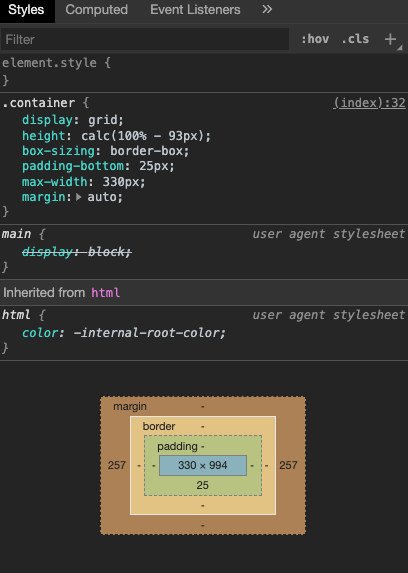 Styles Computed Event Listeners »
Filter :hov .cls +
element.style {
}
.container { (index):32
display: grid;
height: calc(100% - 93px);
box-sizing: border-box;
padding-bottom: 25px;
max-width: 330px;
margin: auto;
}
main { user agent stylesheet
display: block;
}
Inherited from html
html { user agent stylesheet
color: -internal-root-color;
}
margin -
border -
padding -
257 - - 330 × 994 - - 257
25
-
-